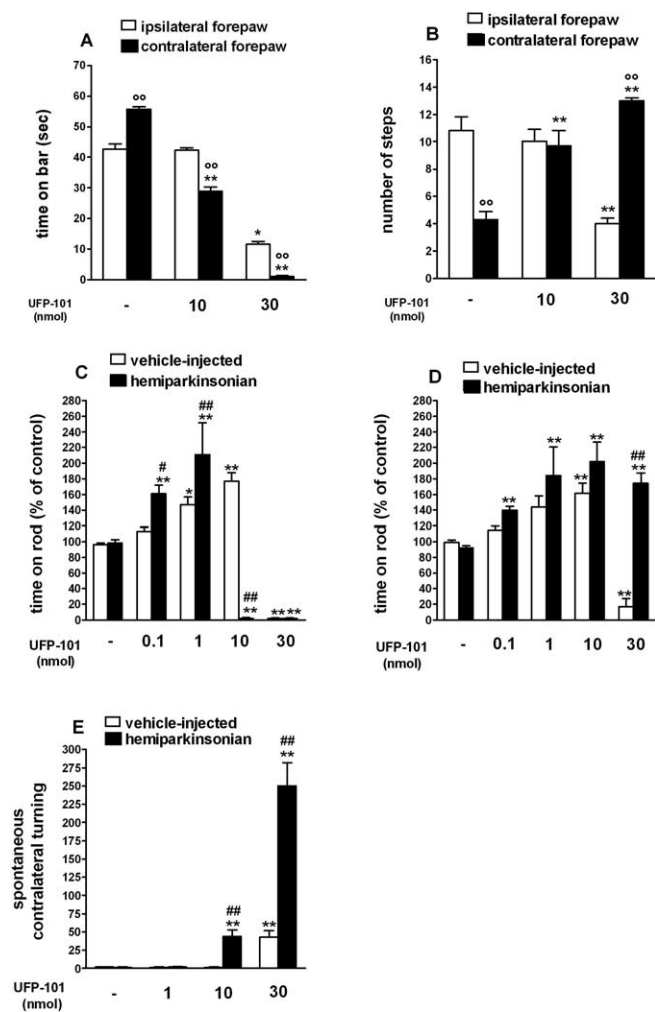 A
ipsilateral forepaw
contralateral forepaw
time on bar (sec)
70
60
50
40
30
20
10
0
°°
°°
**
*
°°
**
UFP-101
(nmol)
- 10 30
B
ipsilateral forepaw
contralateral forepaw
number of steps
16
14
12
10
8
6
4
2
0
°°
**
**
°°
**
UFP-101
(nmol)
- 10 30
C
vehicle-injected
hemiparkinsonian
time on rod (% of control)
280
260
240
220
200
180
160
140
120
100
80
60
40
20
0
#
**
*
##
**
**
##
**
** **
UFP-101
(nmol)
- 0.1 1 10 30
D
vehicle-injected
hemiparkinsonian
time on rod (% of control)
280
260
240
220
200
180
160
140
120
100
80
60
40
20
0
**
**
**
**
**
##
**
UFP-101
(nmol)
- 0.1 1 10 30
E
vehicle-injected
hemiparkinsonian
spontaneous
contralateral turning
300
275
250
225
200
175
150
125
100
75
50
25
0
##
**
**
##
**
UFP-101
(nmol)
- 1 10 30